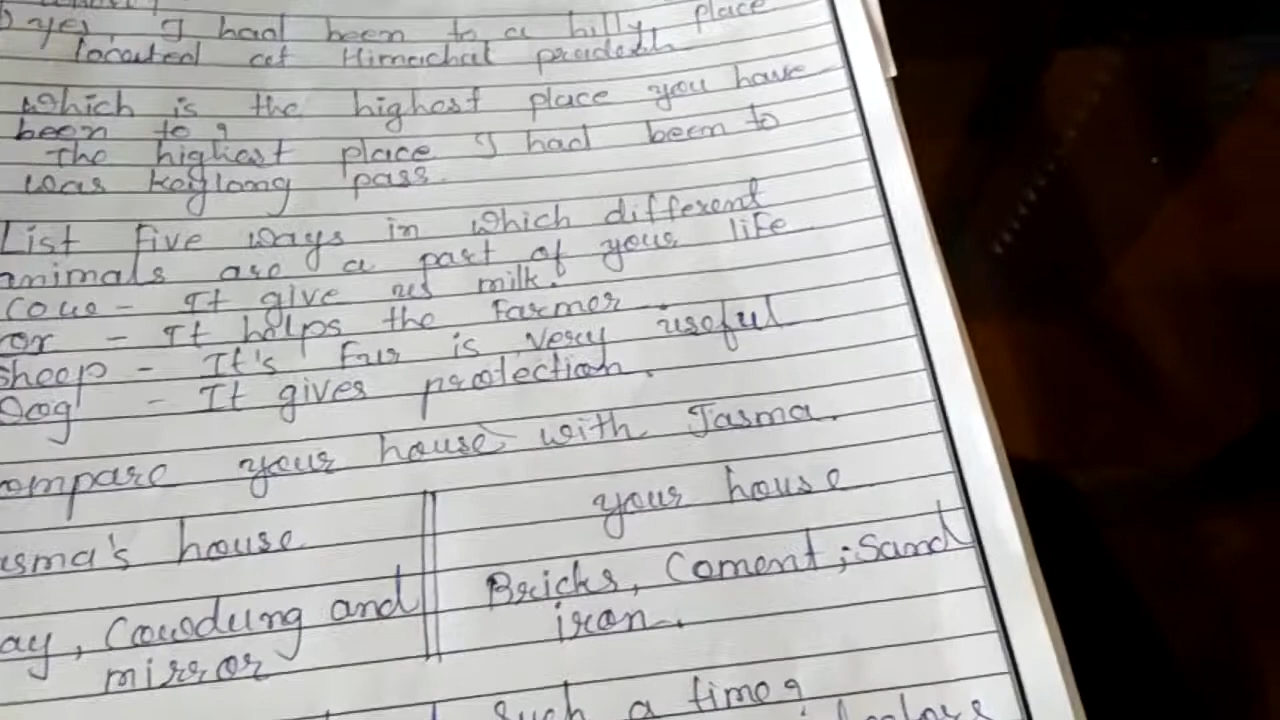 yes, I had been to a hilly place
located at Himachal pradesh
Which is the highest place you have
been to?
The highest place I had been to
was keylong pass.
List five ways in which different
animals are a part of your life
Cow - It give us milk.
ox - It helps the farmer.
Sheep - It's fur is very useful
Dog - It gives protection.
ompare your house with Tasma.
asma's house
your house
ay, Cowdung and
mirror
Bricks, Cement, Sand
iron.
Such a time?